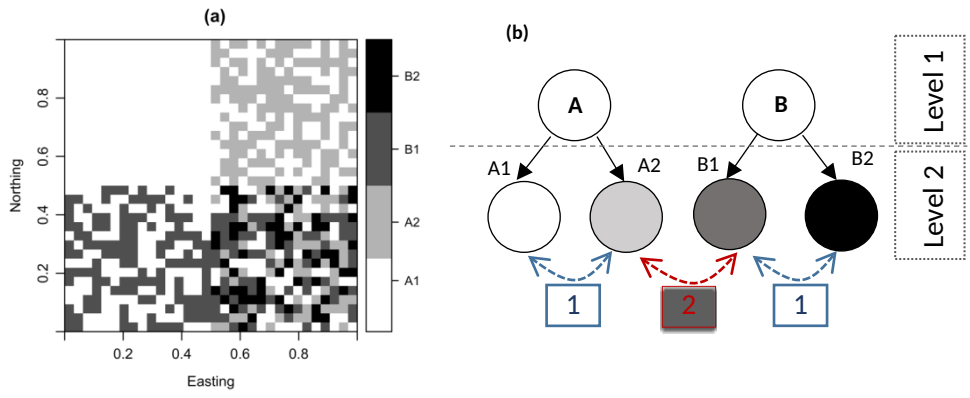 (a)
Northing
0.8
0.6
0.4
0.2
0.2
0.4
0.6
0.8
Easting
B2
B1
A2
A1
(b)
A
B
Level 1
A1
A2
B1
B2
Level 2
1
2
1